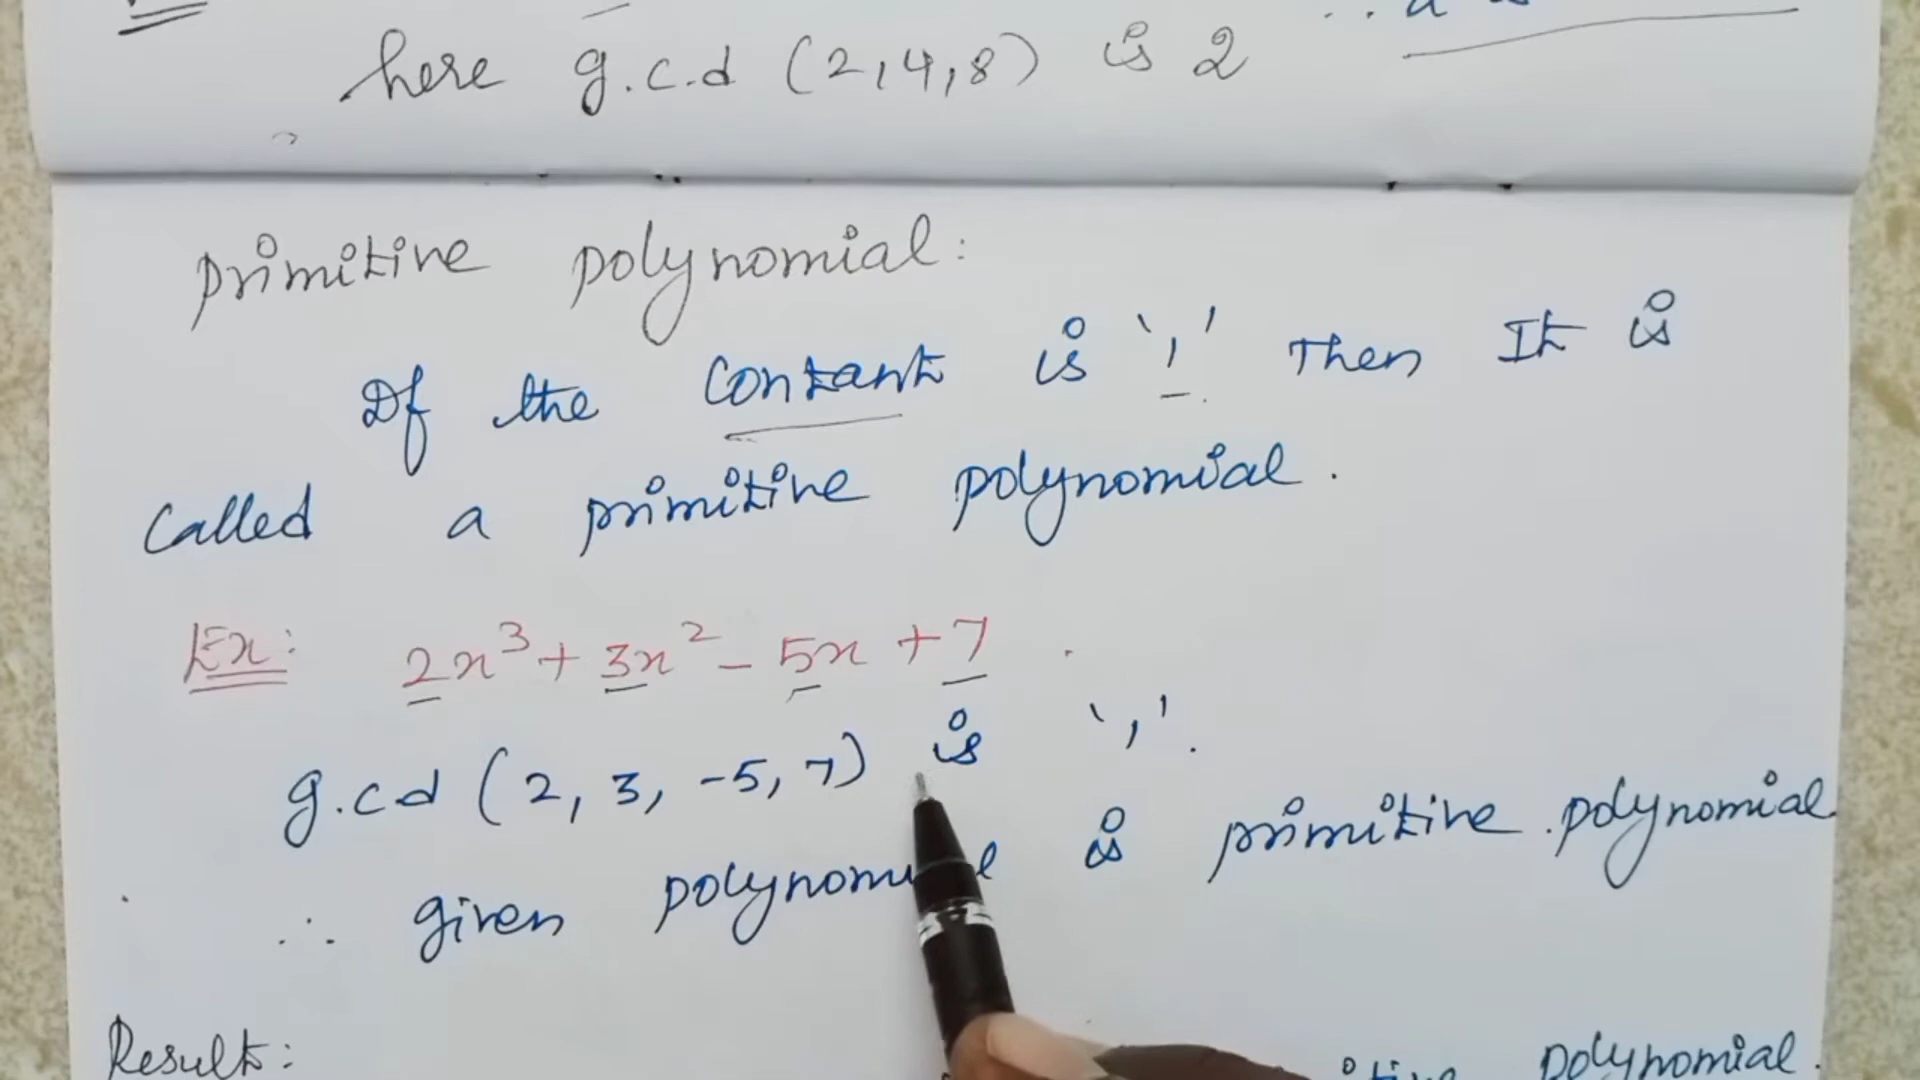 here g.c.d (2,4,8) is 2
primitive polynomial:
If the contant is '1' Then It is
called a primitive polynomial.
Ex: 2x³ + 3x² - 5x + 7
g.c.d (2, 3, -5, 7) is '1'.
∴ given polynomial is primitive polynomial
Result: polynomial.